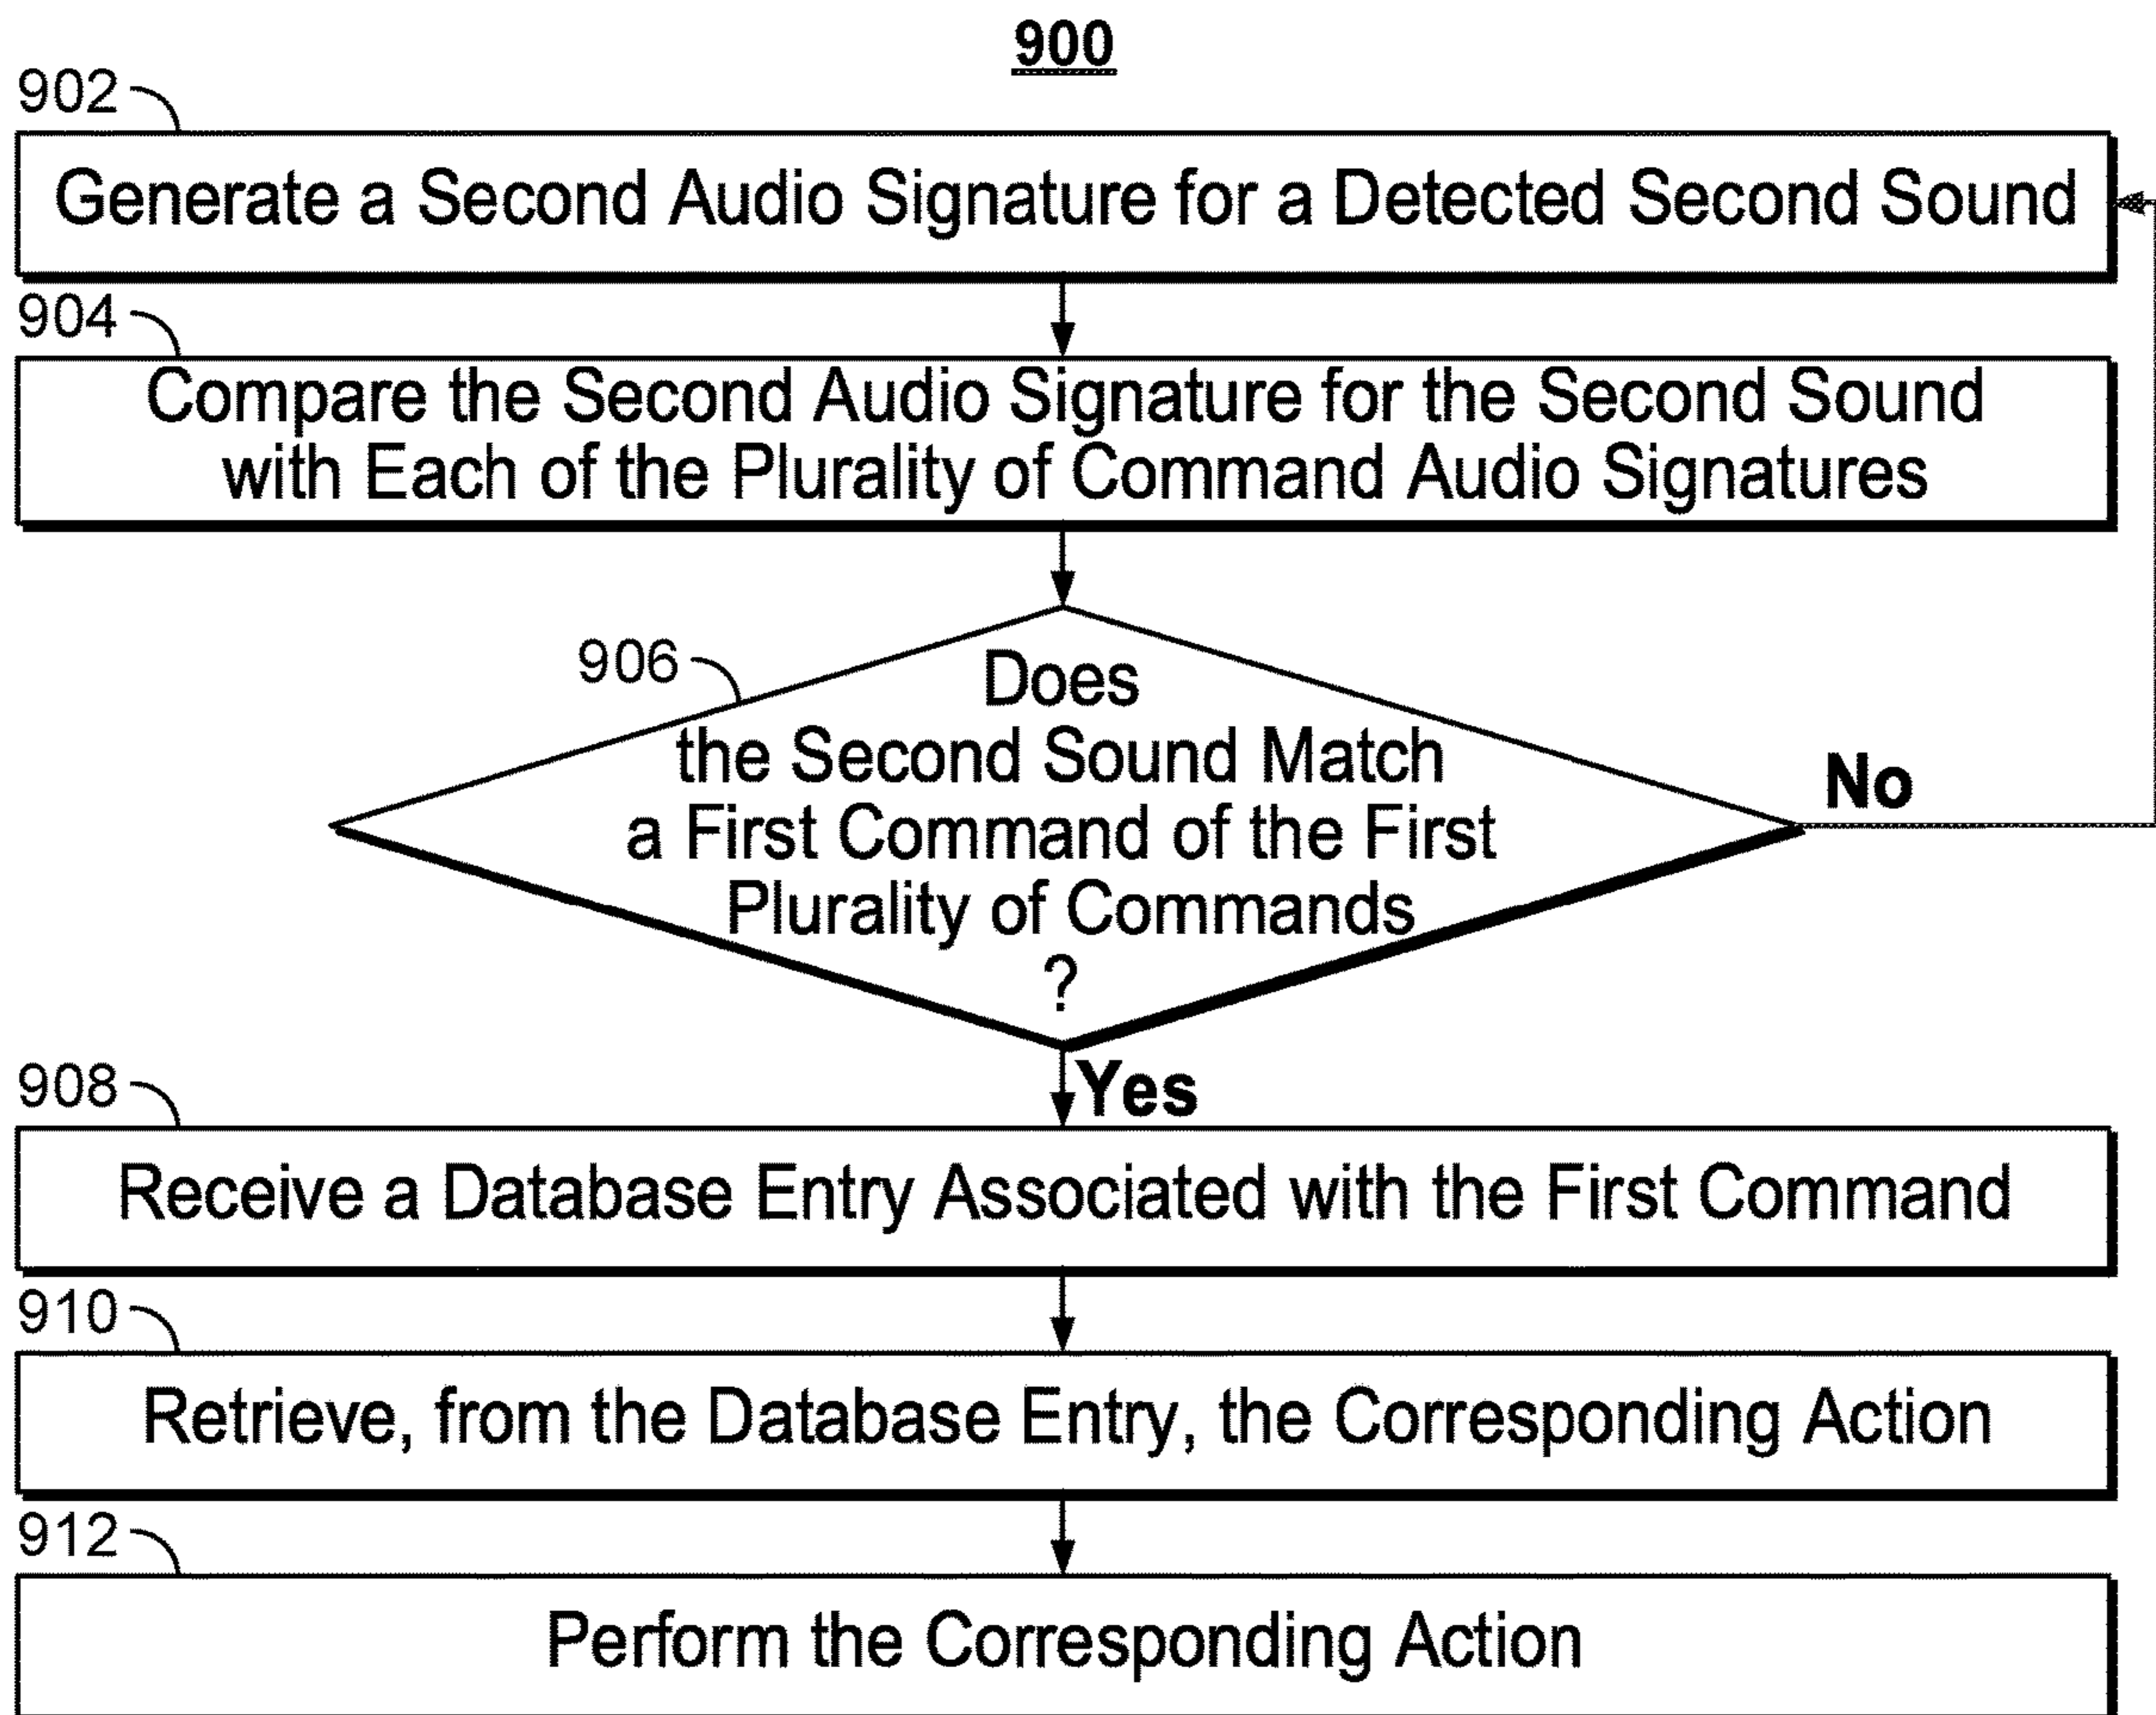 900
902
Generate a Second Audio Signature for a Detected Second Sound
904
Compare the Second Audio Signature for the Second Sound
with Each of the Plurality of Command Audio Signatures
906
Does
the Second Sound Match
a First Command of the First
Plurality of Commands
?
No
Yes
908
Receive a Database Entry Associated with the First Command
910
Retrieve, from the Database Entry, the Corresponding Action
912
Perform the Corresponding Action